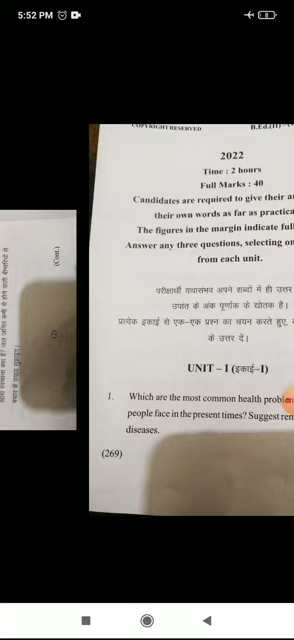 5:52 PM
8
COPYRIGHT RESERVED B.Ed.(II)
2022
Time : 2 hours
Full Marks : 40
Candidates are required to give their
their own words as far as practica
The figures in the margin indicate full
Answer any three questions, selecting on
from each unit.
परीक्षार्थी यथासंभव अपने शब्दों में ही उत्तर
उपांत के अंक पूर्णांक के द्योतक है।
प्रत्येक इकाई से एक-एक प्रश्न का चयन करते हुए,
के उत्तर दें।
UNIT – I (इकाई-I)
1. Which are the most common health problem
people face in the present times? Suggest rem
diseases.
(269)
(2)
(Cont.)